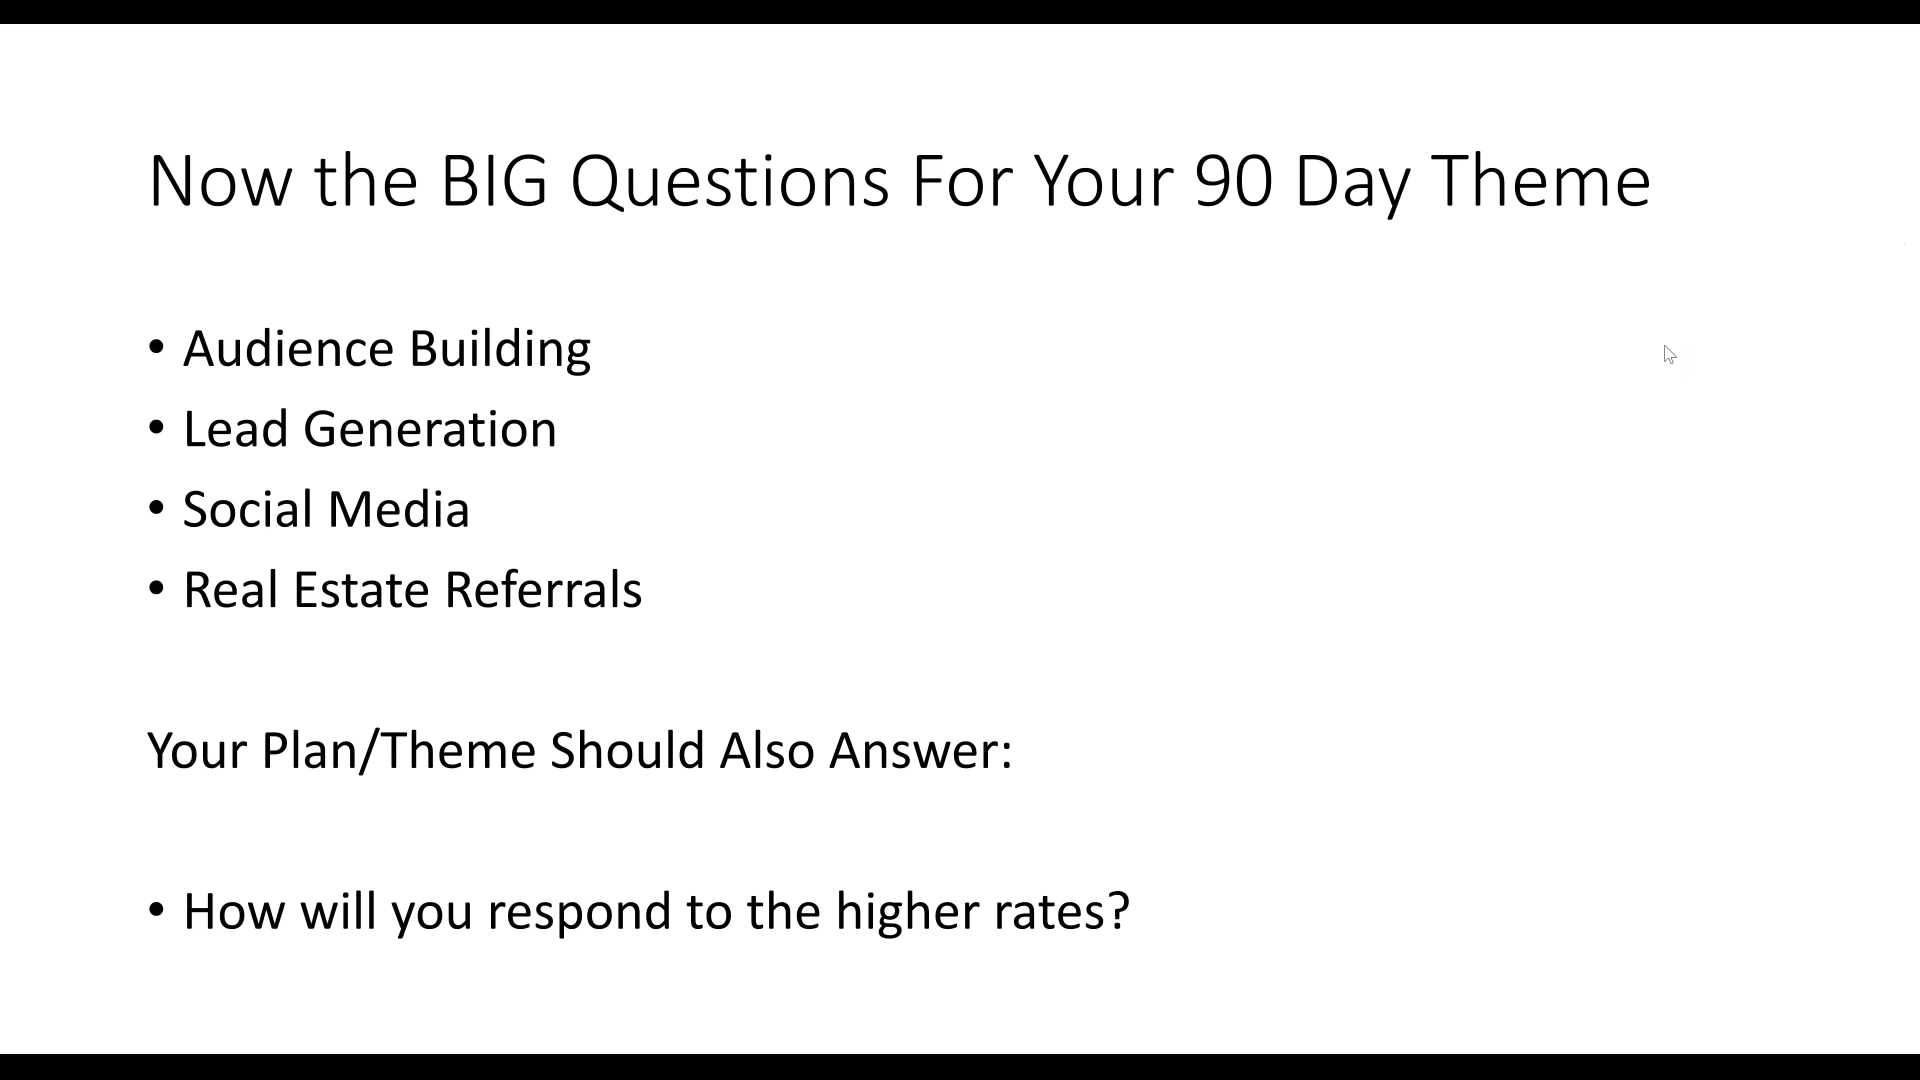 Now the BIG Questions For Your 90 Day Theme
• Audience Building
• Lead Generation
• Social Media
• Real Estate Referrals
Your Plan/Theme Should Also Answer:
• How will you respond to the higher rates?